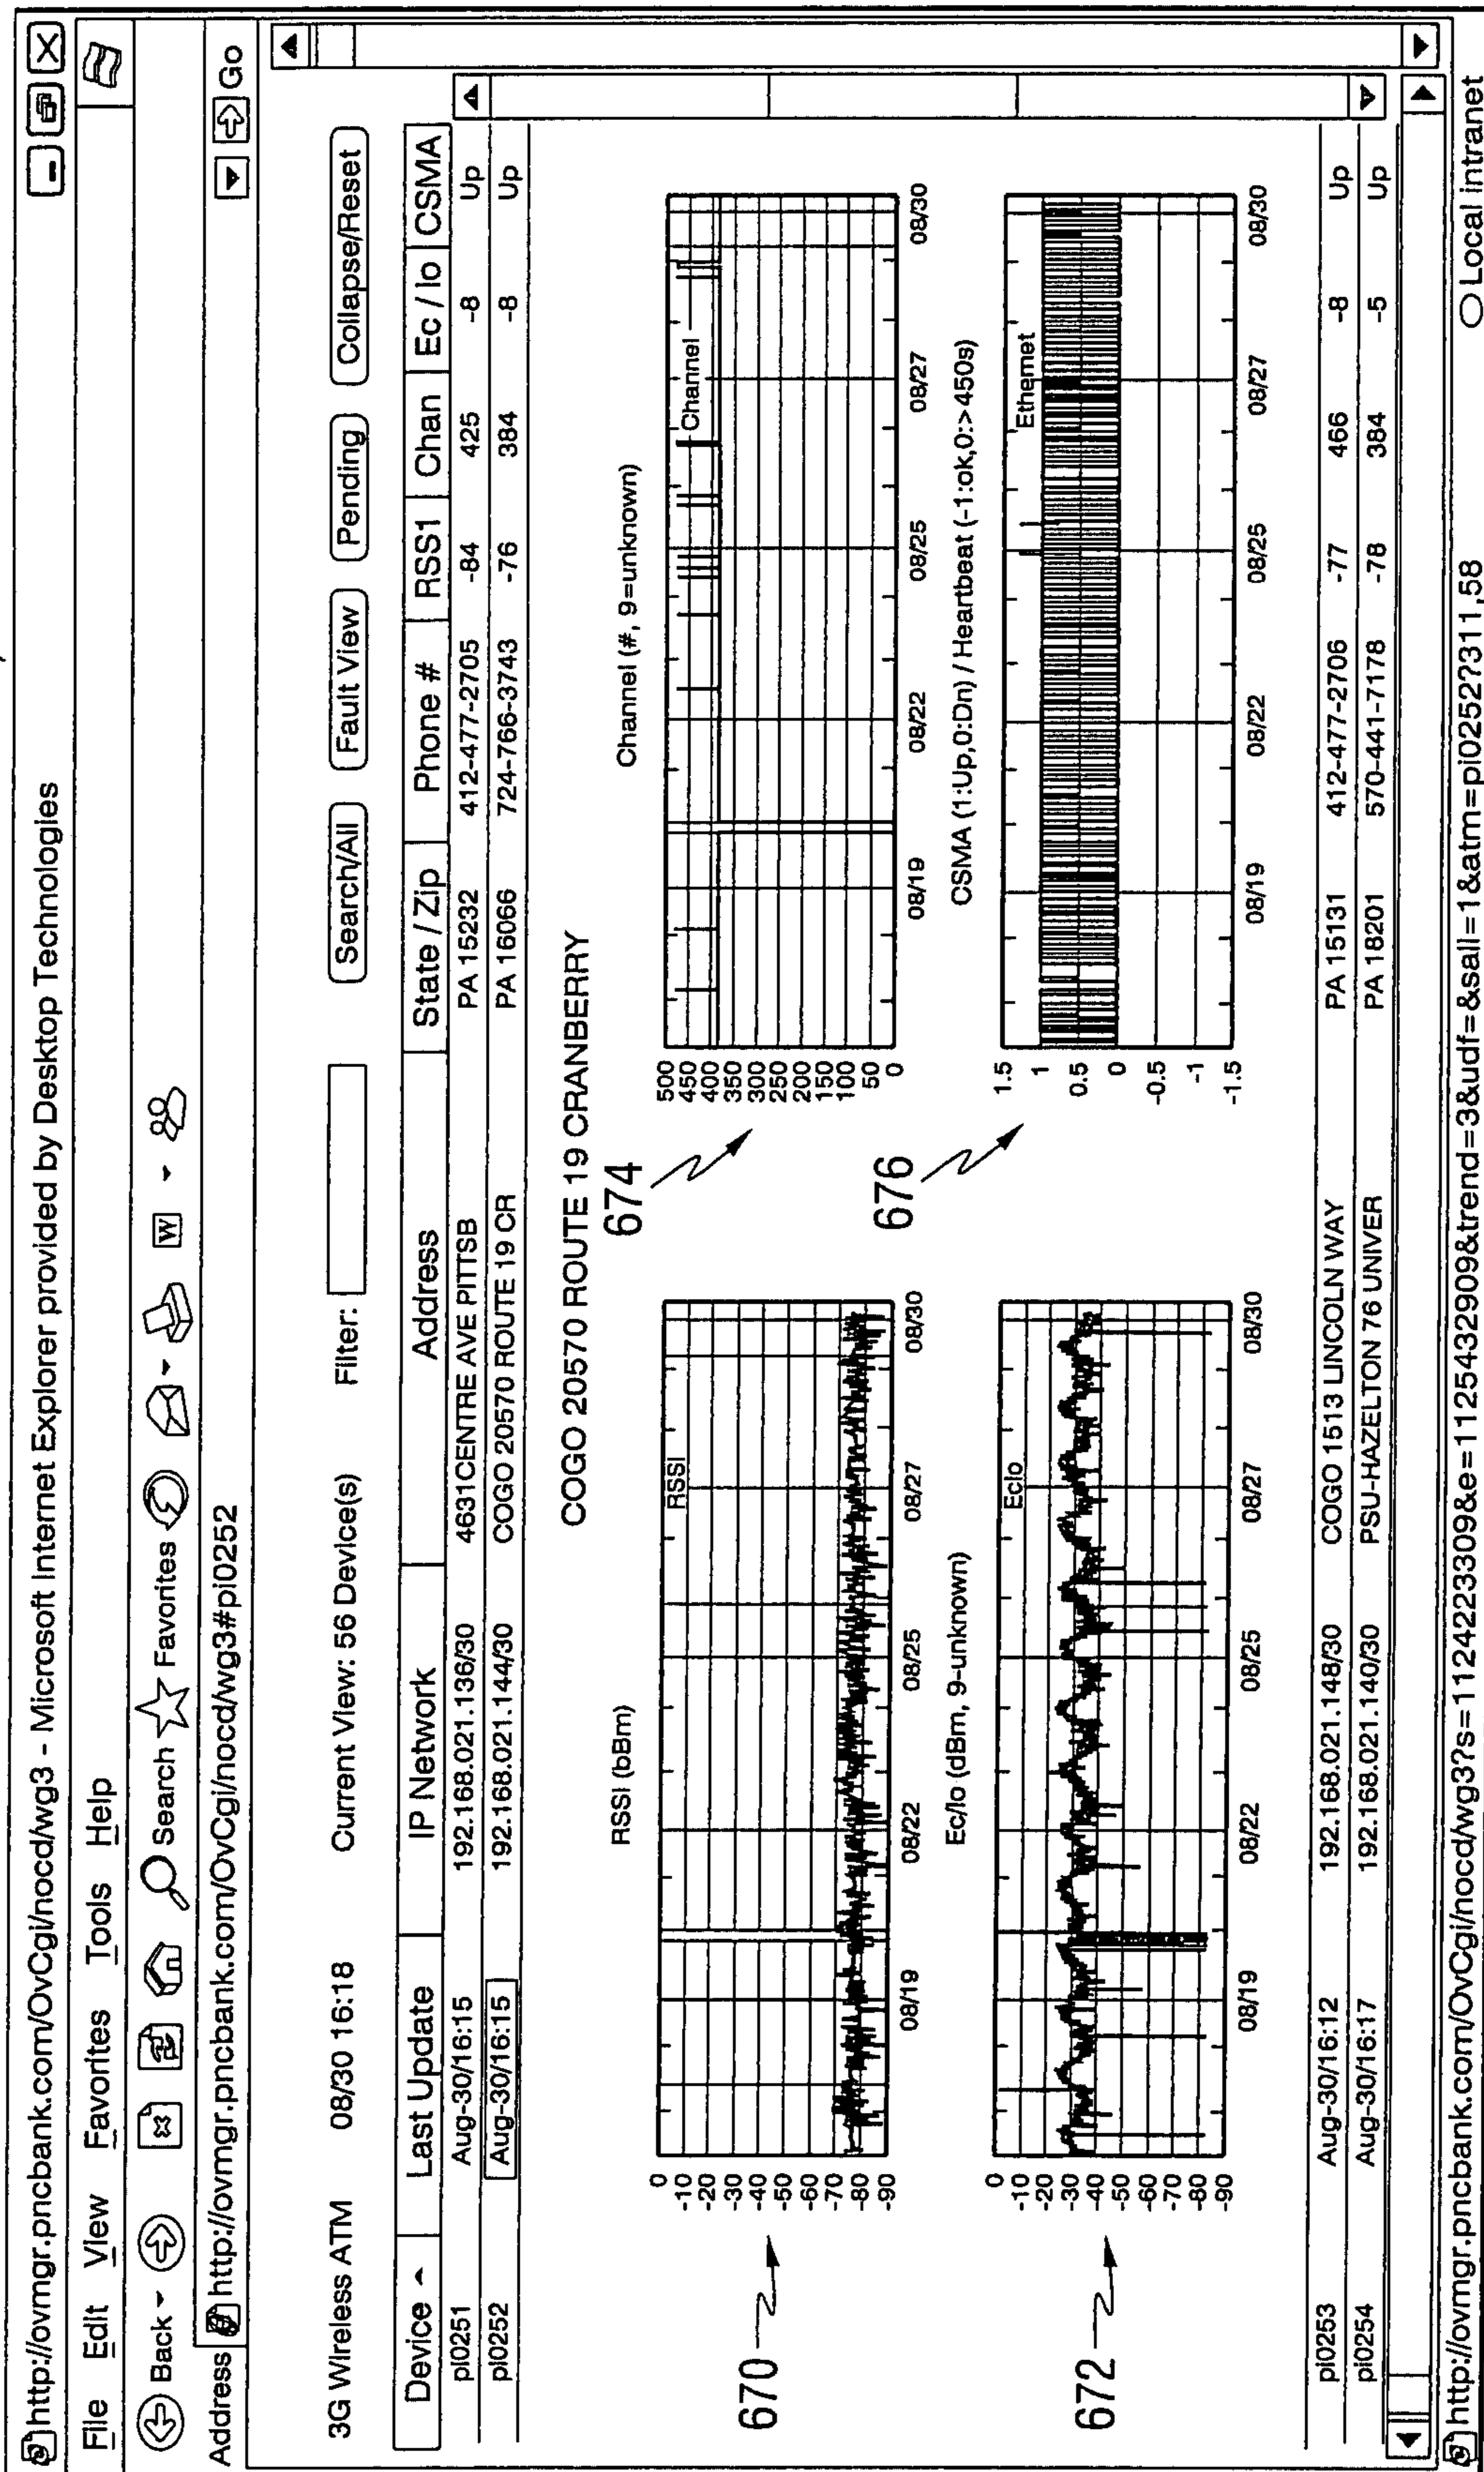 http://ovmgr.pncbank.com/OvCgi/nocd/wg3 - Microsoft Internet Explorer provided by Desktop Technologies
File Edit View Favorites Tools Help
Back Search Favorites W
Address http://ovmgr.pncbank.com/OvCgi/nocd/wg3#pi0252 Go
3G Wireless ATM 08/30 16:18 Current View: 56 Device(s) Filter: Search/All Fault View Pending Collapse/Reset
Device Last Update IP Network Address State / Zip Phone # RSS1 Chan Ec / Io CSMA
pi0251 Aug-30/16:15 192.168.021.136/30 4631CENTRE AVE PITTSB PA 15232 412-477-2705 -84 425 -8 Up
pi0252 Aug-30/16:15 192.168.021.144/30 COGO 20570 ROUTE 19 CR PA 16066 724-766-3743 -76 384 -8 Up
COGO 20570 ROUTE 19 CRANBERRY
670
RSSI (bBm)
0
-10
-20
-30
-40
-50
-60
-70
-80
-90
RSSI
08/19 08/22 08/25 08/27 08/30
674
Channel (#, 9=unknown)
500
450
400
350
300
250
200
150
100
50
0
Channel
08/19 08/22 08/25 08/27 08/30
672
Ec/Io (dBm, 9-unknown)
0
-10
-20
-30
-40
-50
-60
-70
-80
-90
EcIo
08/19 08/22 08/25 08/27 08/30
676
CSMA (1:Up,0:Dn) / Heartbeat (-1:ok,0:>450s)
1.5
1
0.5
0
-0.5
-1
-1.5
Ethernet
08/19 08/22 08/25 08/27 08/30
pi0253 Aug-30/16:12 192.168.021.148/30 COGO 1513 LINCOLN WAY PA 15131 412-477-2706 -77 466 -8 Up
pi0254 Aug-30/16:17 192.168.021.140/30 PSU-HAZELTON 76 UNIVER PA 18201 570-441-7178 -78 384 -5 Up
http://ovmgr.pncbank.com/OvCgi/nocd/wg3?s=1124223309&e=1125432909&trend=3&udf=&sall=1&atm=pi0252?311,58 Local intranet